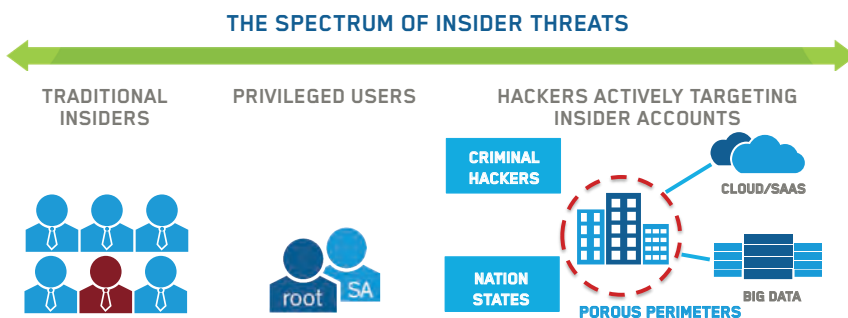 THE SPECTRUM OF INSIDER THREATS
TRADITIONAL
INSIDERS
PRIVILEGED USERS
HACKERS ACTIVELY TARGETING
INSIDER ACCOUNTS
root
SA
CRIMINAL
HACKERS
NATION
STATES
POROUS PERIMETERS
CLOUD/SAAS
BIG DATA